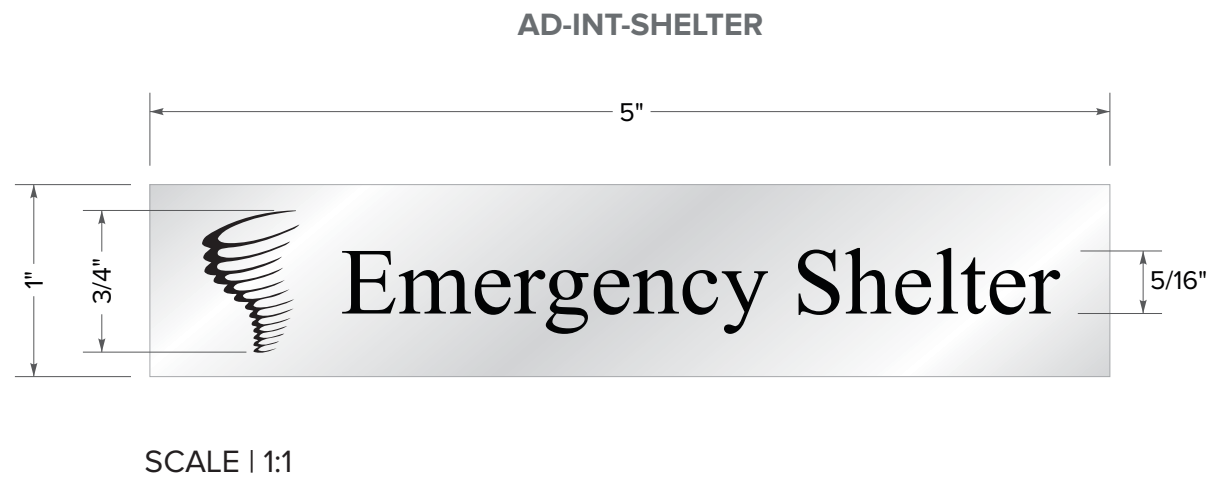 AD-INT-SHELTER
5"
1"
3/4"
Emergency Shelter
5/16"
SCALE | 1:1